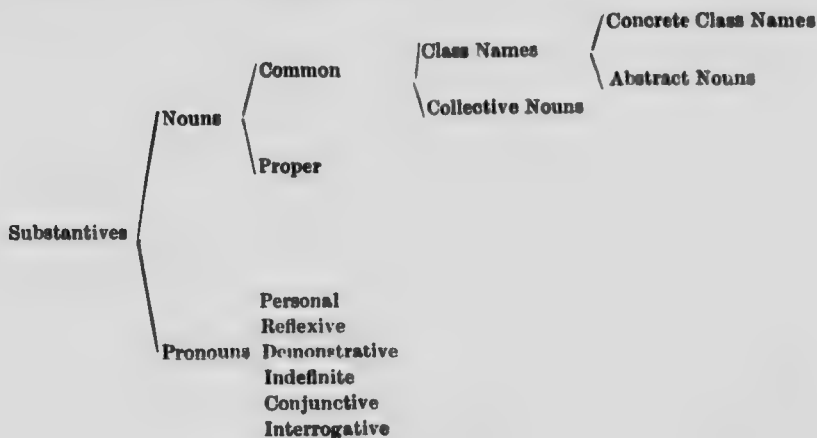 Concrete Class Names
Class Names
Common
Abstract Nouns
Collective Nouns
Nouns
Proper
Substantives
Personal
Reflexive
Pronouns Demonstrative
Indefinite
Conjunctive
Interrogative